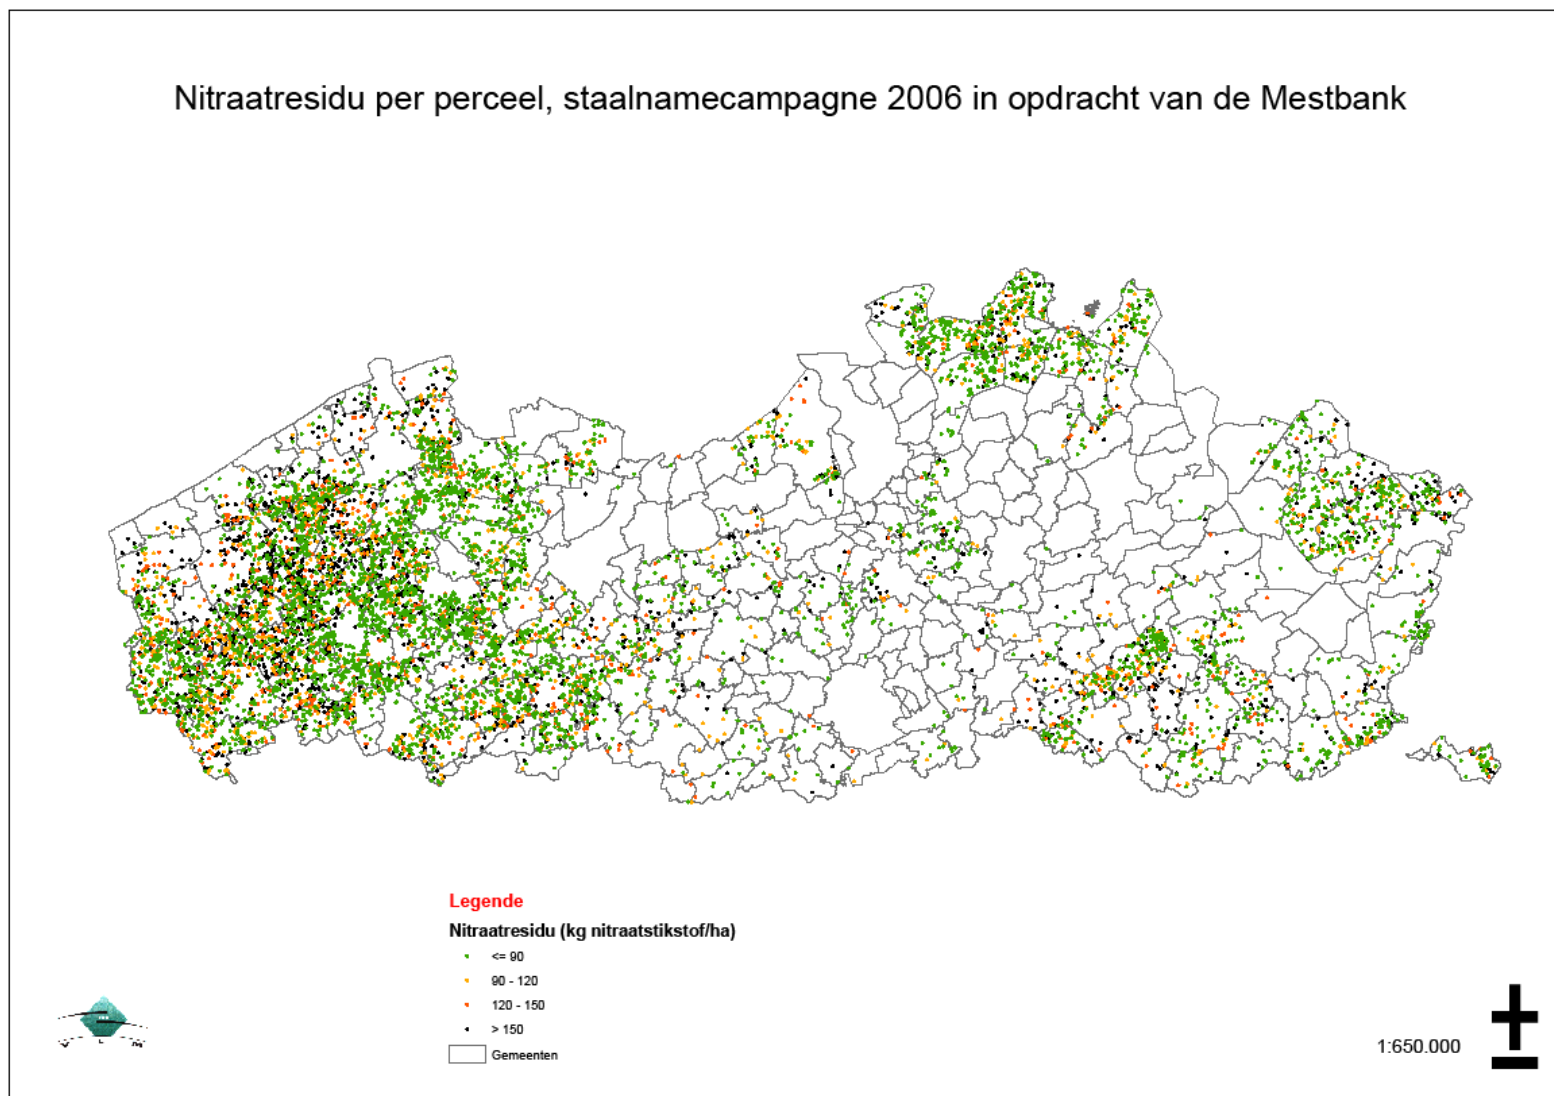 Nitraatresidu per perceel, staalnamecampagne 2006 in opdracht van de Mestbank
Legende
Nitraatresidu (kg nitraatstikstof/ha)
<= 90
90 - 120
120 - 150
> 150
Gemeenten
1:650.000